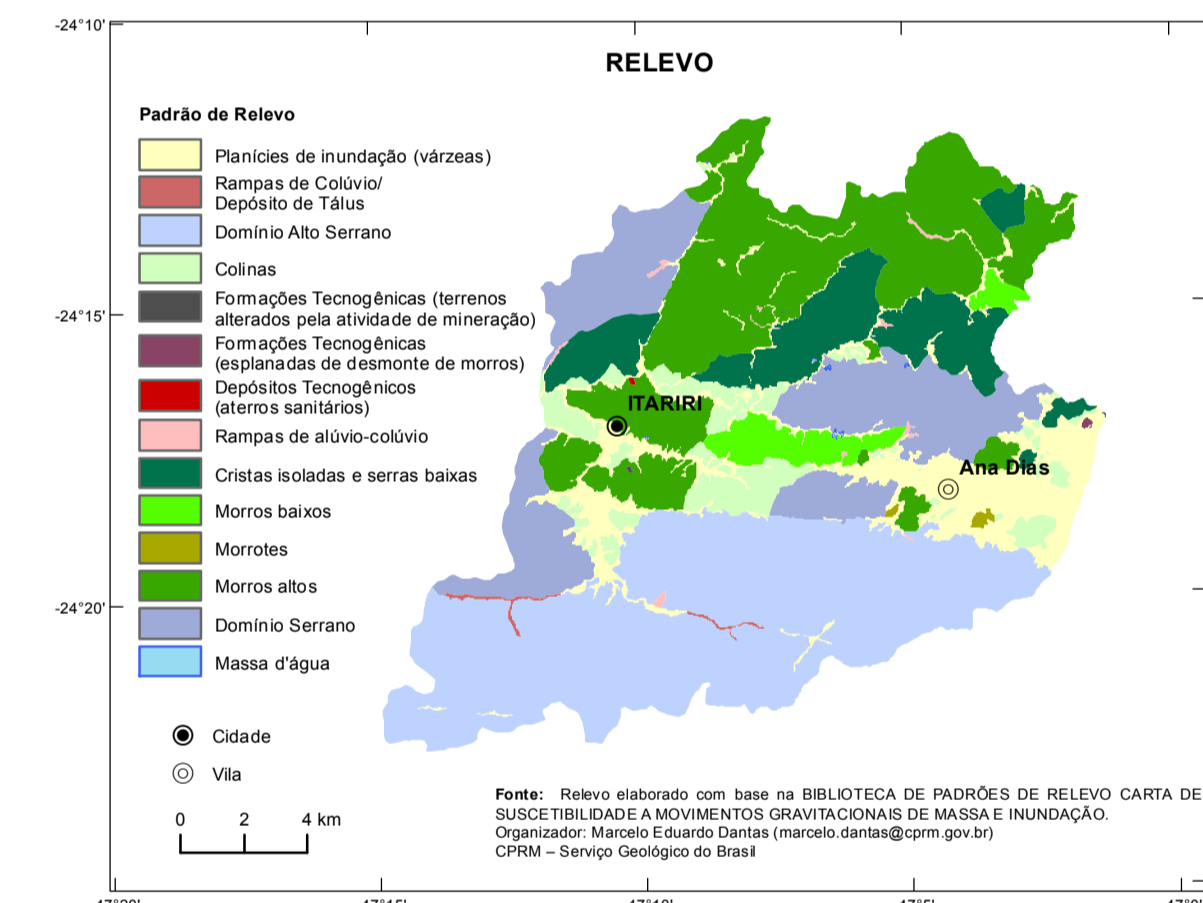 -24°10'
RELEVO
Padrão de Relevo
Planícies de inundação (várzeas)
Rampas de Colúvio/
Depósito de Tálus
Domínio Alto Serrano
Colinas
Formações Tecnogênicas (terrenos
alterados pela atividade de mineração)
-24°15'
Formações Tecnogênicas
(esplanadas de desmonte de morros)
Depósitos Tecnogênicos
(aterros sanitários)
Rampas de alúvio-colúvio
Cristas isoladas e serras baixas
Morros baixos
Morrotes
Morros altos
-24°20'
Domínio Serrano
Massa d'água
ITARIRI
Ana Dias
Cidade
Vila
0 2 4 km
Fonte: Relevo elaborado com base na BIBLIOTECA DE PADRÕES DE RELEVO CARTA DE
SUSCETIBILIDADE A MOVIMENTOS GRAVITACIONAIS DE MASSA E INUNDAÇÃO.
Organizador: Marcelo Eduardo Dantas (marcelo.dantas@cprm.gov.br)
CPRM – Serviço Geológico do Brasil